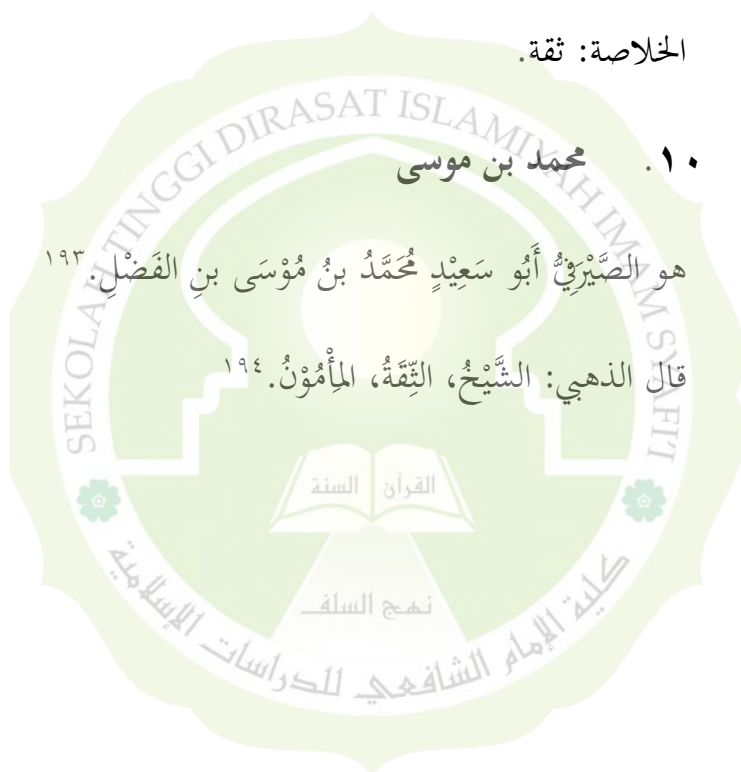 الخلاصة: ثقة.
١٠. محمد بن موسى
هو الصَّيْرَفِيُّ أَبُو سَعِيْدٍ مُحَمَّدُ بنُ مُوْسَى بنِ الفَضْلِ.١٩٣
قال الذهبي: الشَّيْخُ، الثِّقَةُ، المأْمُوْنُ.١٩٤
SEKOLAH TINGGI DIRASAT ISLAMIYAH IMAM SYAFI'I
القرآن السنة
نهج السلف
كلية الإمام الشافعي للدراسات الإسلامية